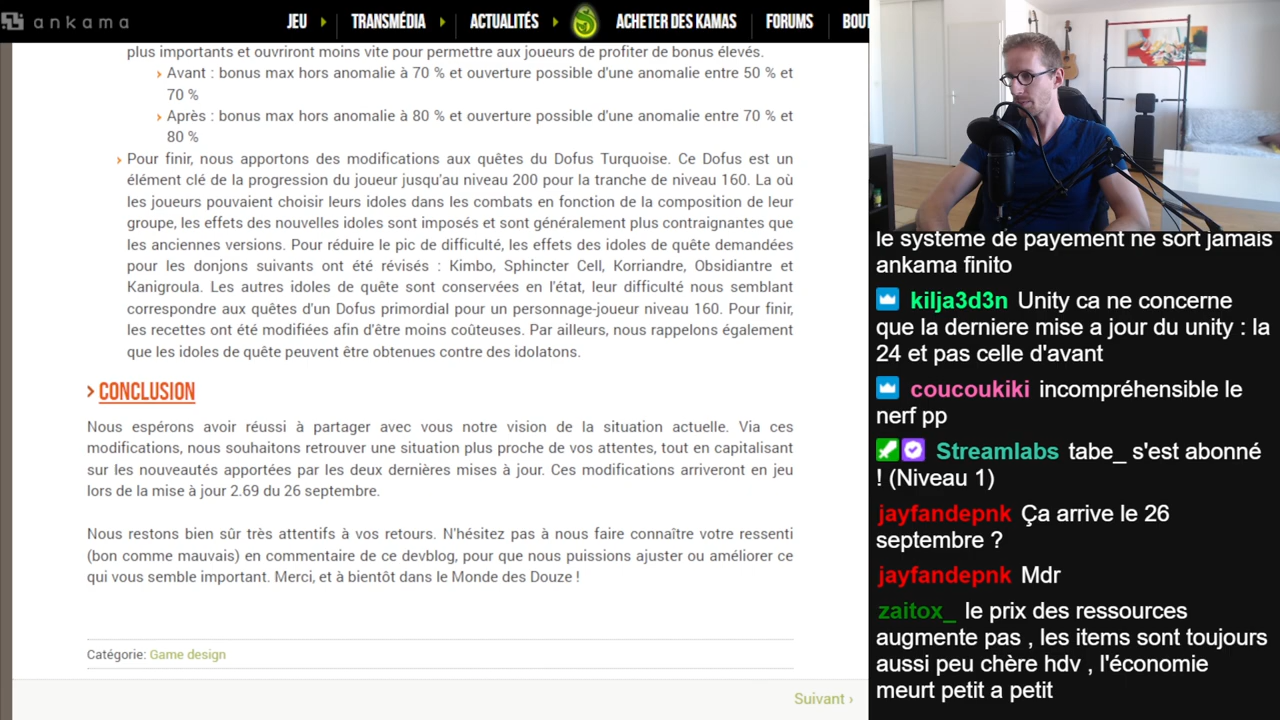 ankama
JEU
TRANSMÉDIA
ACTUALITÉS
ACHETER DES KAMAS
FORUMS
BOUT
plus importants et ouvriront moins vite pour permettre aux joueurs de profiter de bonus élevés.
Avant : bonus max hors anomalie à 70 % et ouverture possible d'une anomalie entre 50 % et
70 %
Après : bonus max hors anomalie à 80 % et ouverture possible d'une anomalie entre 70 % et
80 %
Pour finir, nous apportons des modifications aux quêtes du Dofus Turquoise. Ce Dofus est un
élément clé de la progression du joueur jusqu'au niveau 200 pour la tranche de niveau 160. La où
les joueurs pouvaient choisir leurs idoles dans les combats en fonction de la composition de leur
groupe, les effets des nouvelles idoles sont imposés et sont généralement plus contraignantes que
les anciennes versions. Pour réduire le pic de difficulté, les effets des idoles de quête demandées
pour les donjons suivants ont été révisés : Kimbo, Sphincter Cell, Korriandre, Obsidiantre et
Kanigroula. Les autres idoles de quête sont conservées en l'état, leur difficulté nous semblant
correspondre aux quêtes d'un Dofus primordial pour un personnage-joueur niveau 160. Pour finir,
les recettes ont été modifiées afin d'être moins coûteuses. Par ailleurs, nous rappelons également
que les idoles de quête peuvent être obtenues contre des idolatons.
CONCLUSION
Nous espérons avoir réussi à partager avec vous notre vision de la situation actuelle. Via ces
modifications, nous souhaitons retrouver une situation plus proche de vos attentes, tout en capitalisant
sur les nouveautés apportées par les deux dernières mises à jour. Ces modifications arriveront en jeu
lors de la mise à jour 2.69 du 26 septembre.
Nous restons bien sûr très attentifs à vos retours. N'hésitez pas à nous faire connaître votre ressenti
(bon comme mauvais) en commentaire de ce devblog, pour que nous puissions ajuster ou améliorer ce
qui vous semble important. Merci, et à bientôt dans le Monde des Douze !
Catégorie: Game design
Suivant ›
le systeme de payement ne sort jamais
ankama finito
kilja3d3n Unity ca ne concerne
que la derniere mise a jour du unity : la
24 et pas celle d'avant
coucoukiki incompréhensible le
nerf pp
Streamlabs tabe_ s'est abonné
! (Niveau 1)
jayfandepnk Ça arrive le 26
septembre ?
jayfandepnk Mdr
zaitox_ le prix des ressources
augmente pas , les items sont toujours
aussi peu chère hdv , l'économie
meurt petit a petit